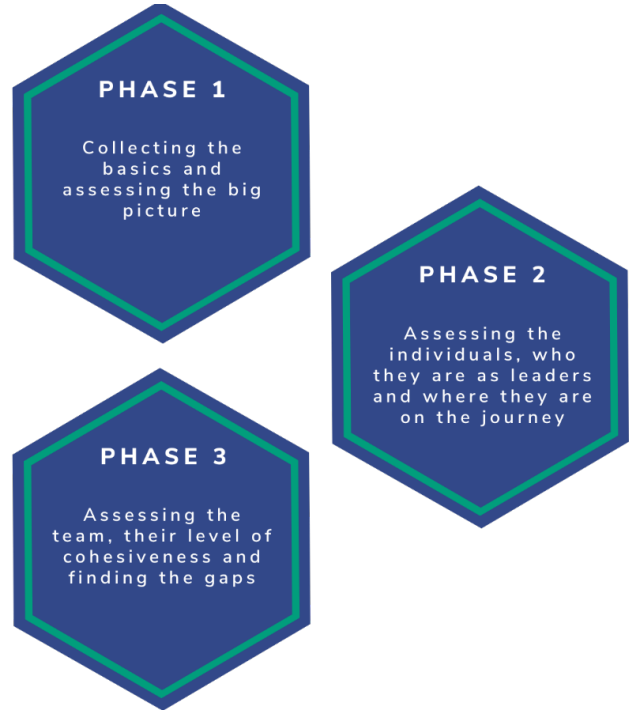 PHASE 1
Collecting the
basics and
assessing the big
picture
PHASE 2
Assessing the
individuals, who
they are as leaders
and where they are
on the journey
PHASE 3
Assessing the
team, their level of
cohesiveness and
finding the gaps